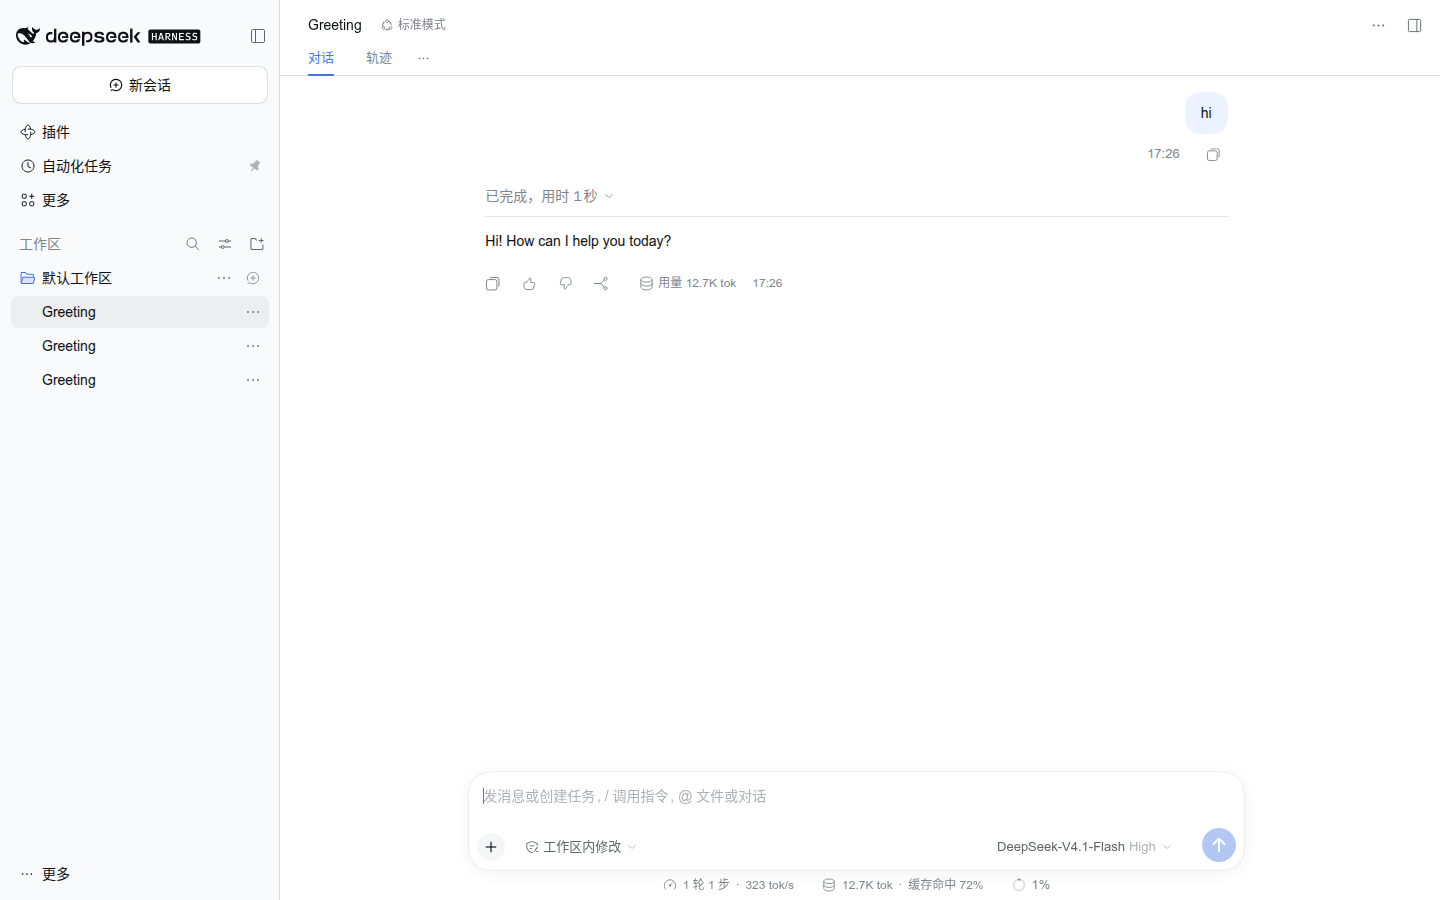 deepseek HARNESS
新会话
插件
自动化任务
更多
工作区
默认工作区
Greeting
Greeting
Greeting
更多
Greeting 标准模式
对话 轨迹
hi
17:26
已完成，用时 1 秒
Hi! How can I help you today?
用量 12.7K tok 17:26
发消息或创建任务, / 调用指令, @ 文件或对话
工作区内修改 DeepSeek-V4.1-Flash High
1 轮 1 步 · 323 tok/s 12.7K tok · 缓存命中 72% 1%